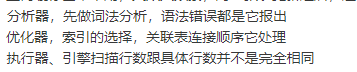 分析器，先做词法分析，语法错误都是它报出
优化器，索引的选择，关联表连接顺序它处理
执行器、引擎扫描行数跟具体行数并不是完全相同